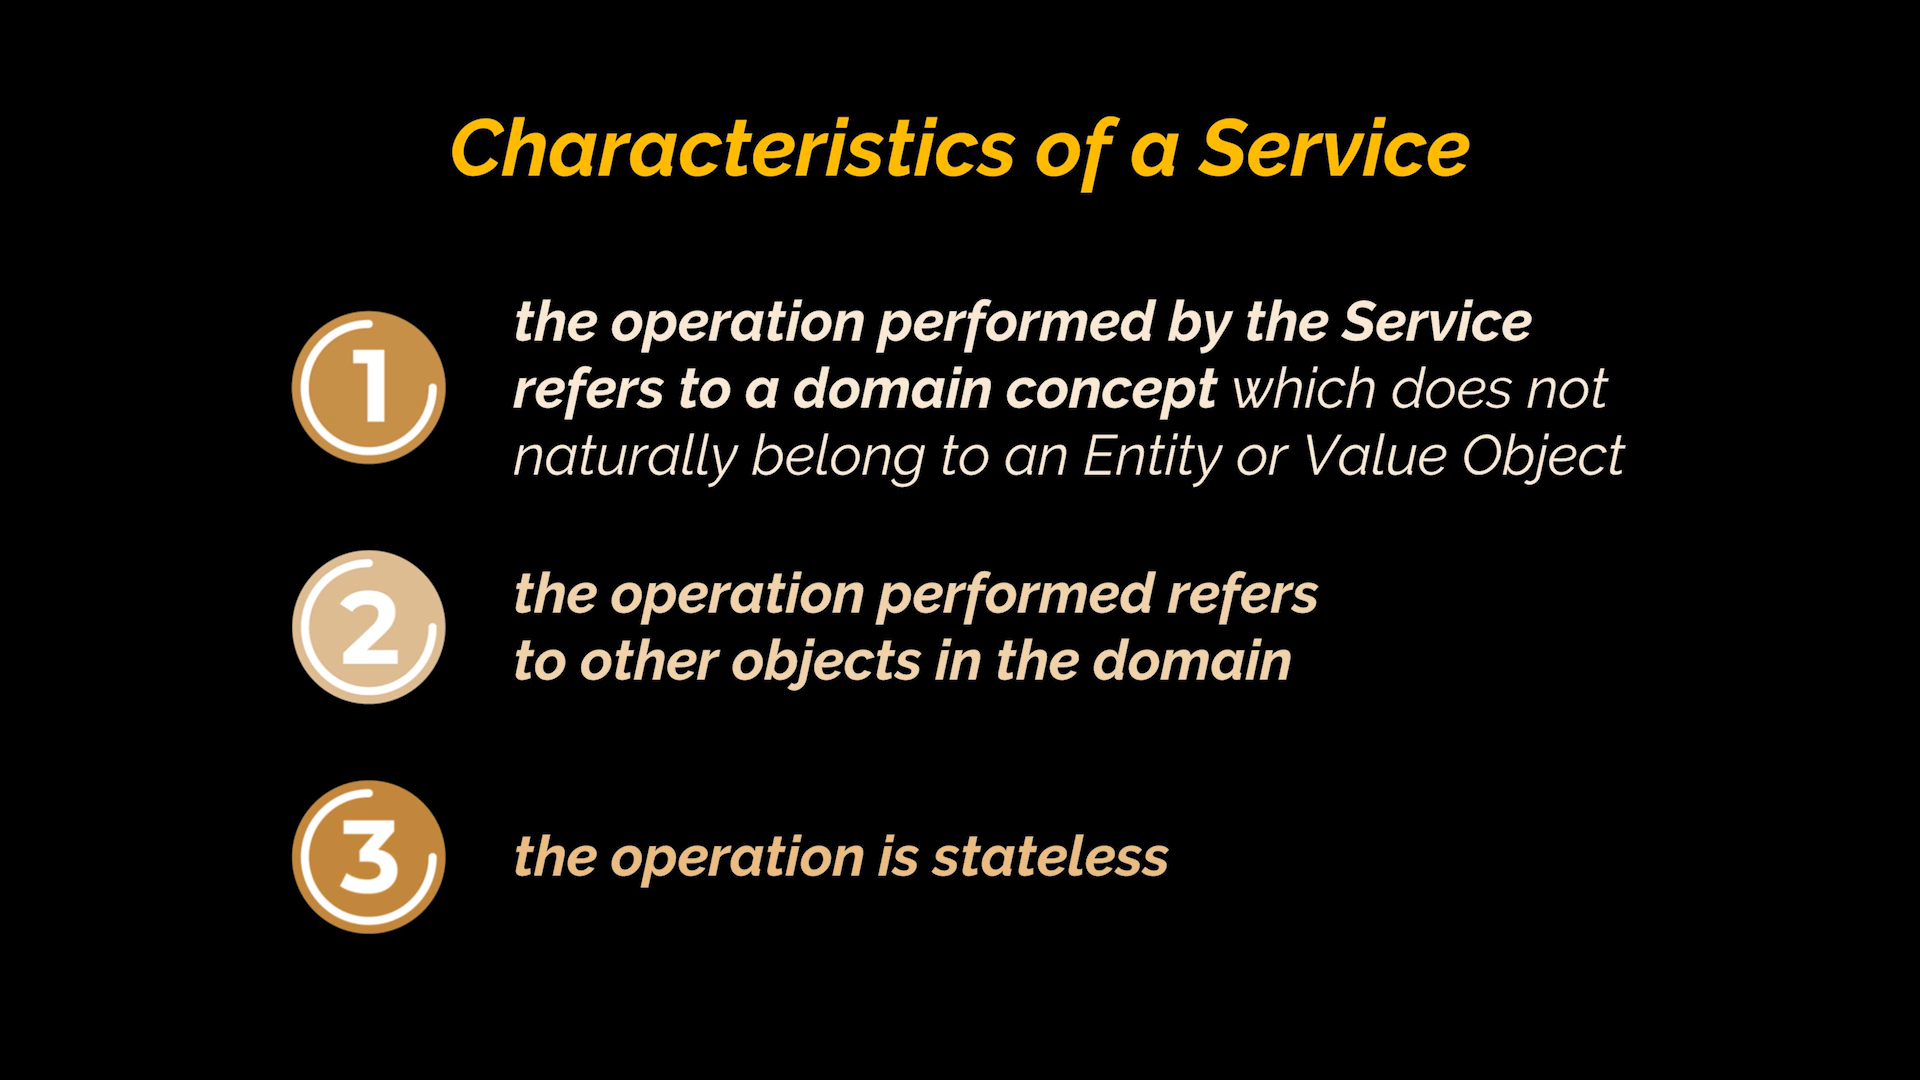 Characteristics of a Service
1
the operation performed by the Service
refers to a domain concept which does not
naturally belong to an Entity or Value Object
2
the operation performed refers
to other objects in the domain
3
the operation is stateless